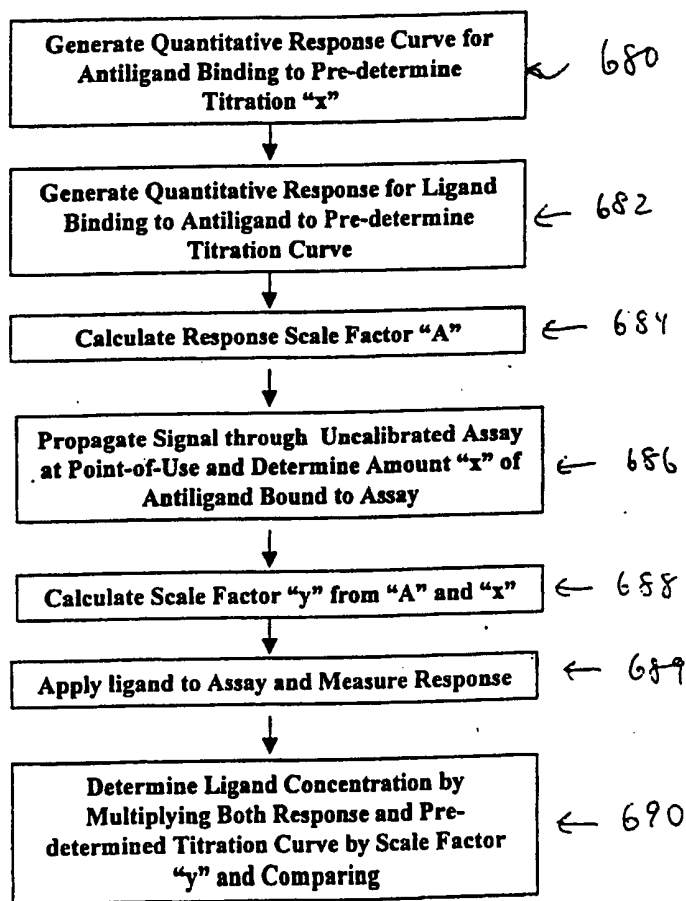 Generate Quantitative Response Curve for
Antiligand Binding to Pre-determine
Titration “x”
680
Generate Quantitative Response for Ligand
Binding to Antiligand to Pre-determine
Titration Curve
682
Calculate Response Scale Factor “A”
684
Propagate Signal through Uncalibrated Assay
at Point-of-Use and Determine Amount “x” of
Antiligand Bound to Assay
686
Calculate Scale Factor “y” from “A” and “x”
688
Apply ligand to Assay and Measure Response
689
Determine Ligand Concentration by
Multiplying Both Response and Pre-
determined Titration Curve by Scale Factor
“y” and Comparing
690